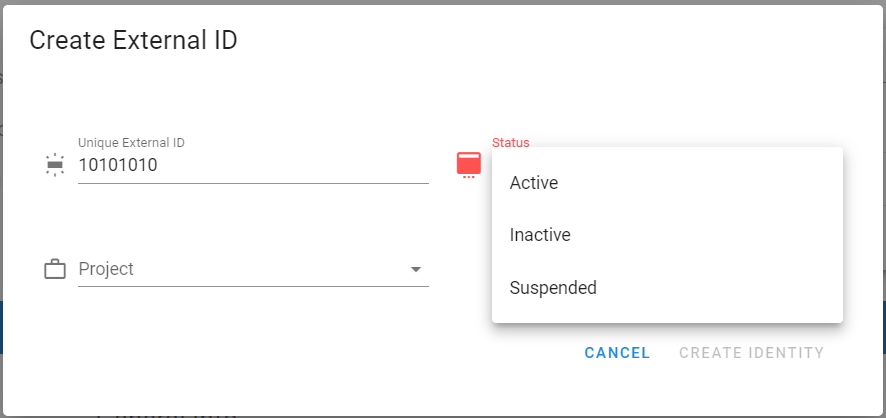 Create External ID
Unique External ID
10101010
Status
Active
Inactive
Suspended
Project
CANCEL
CREATE IDENTITY